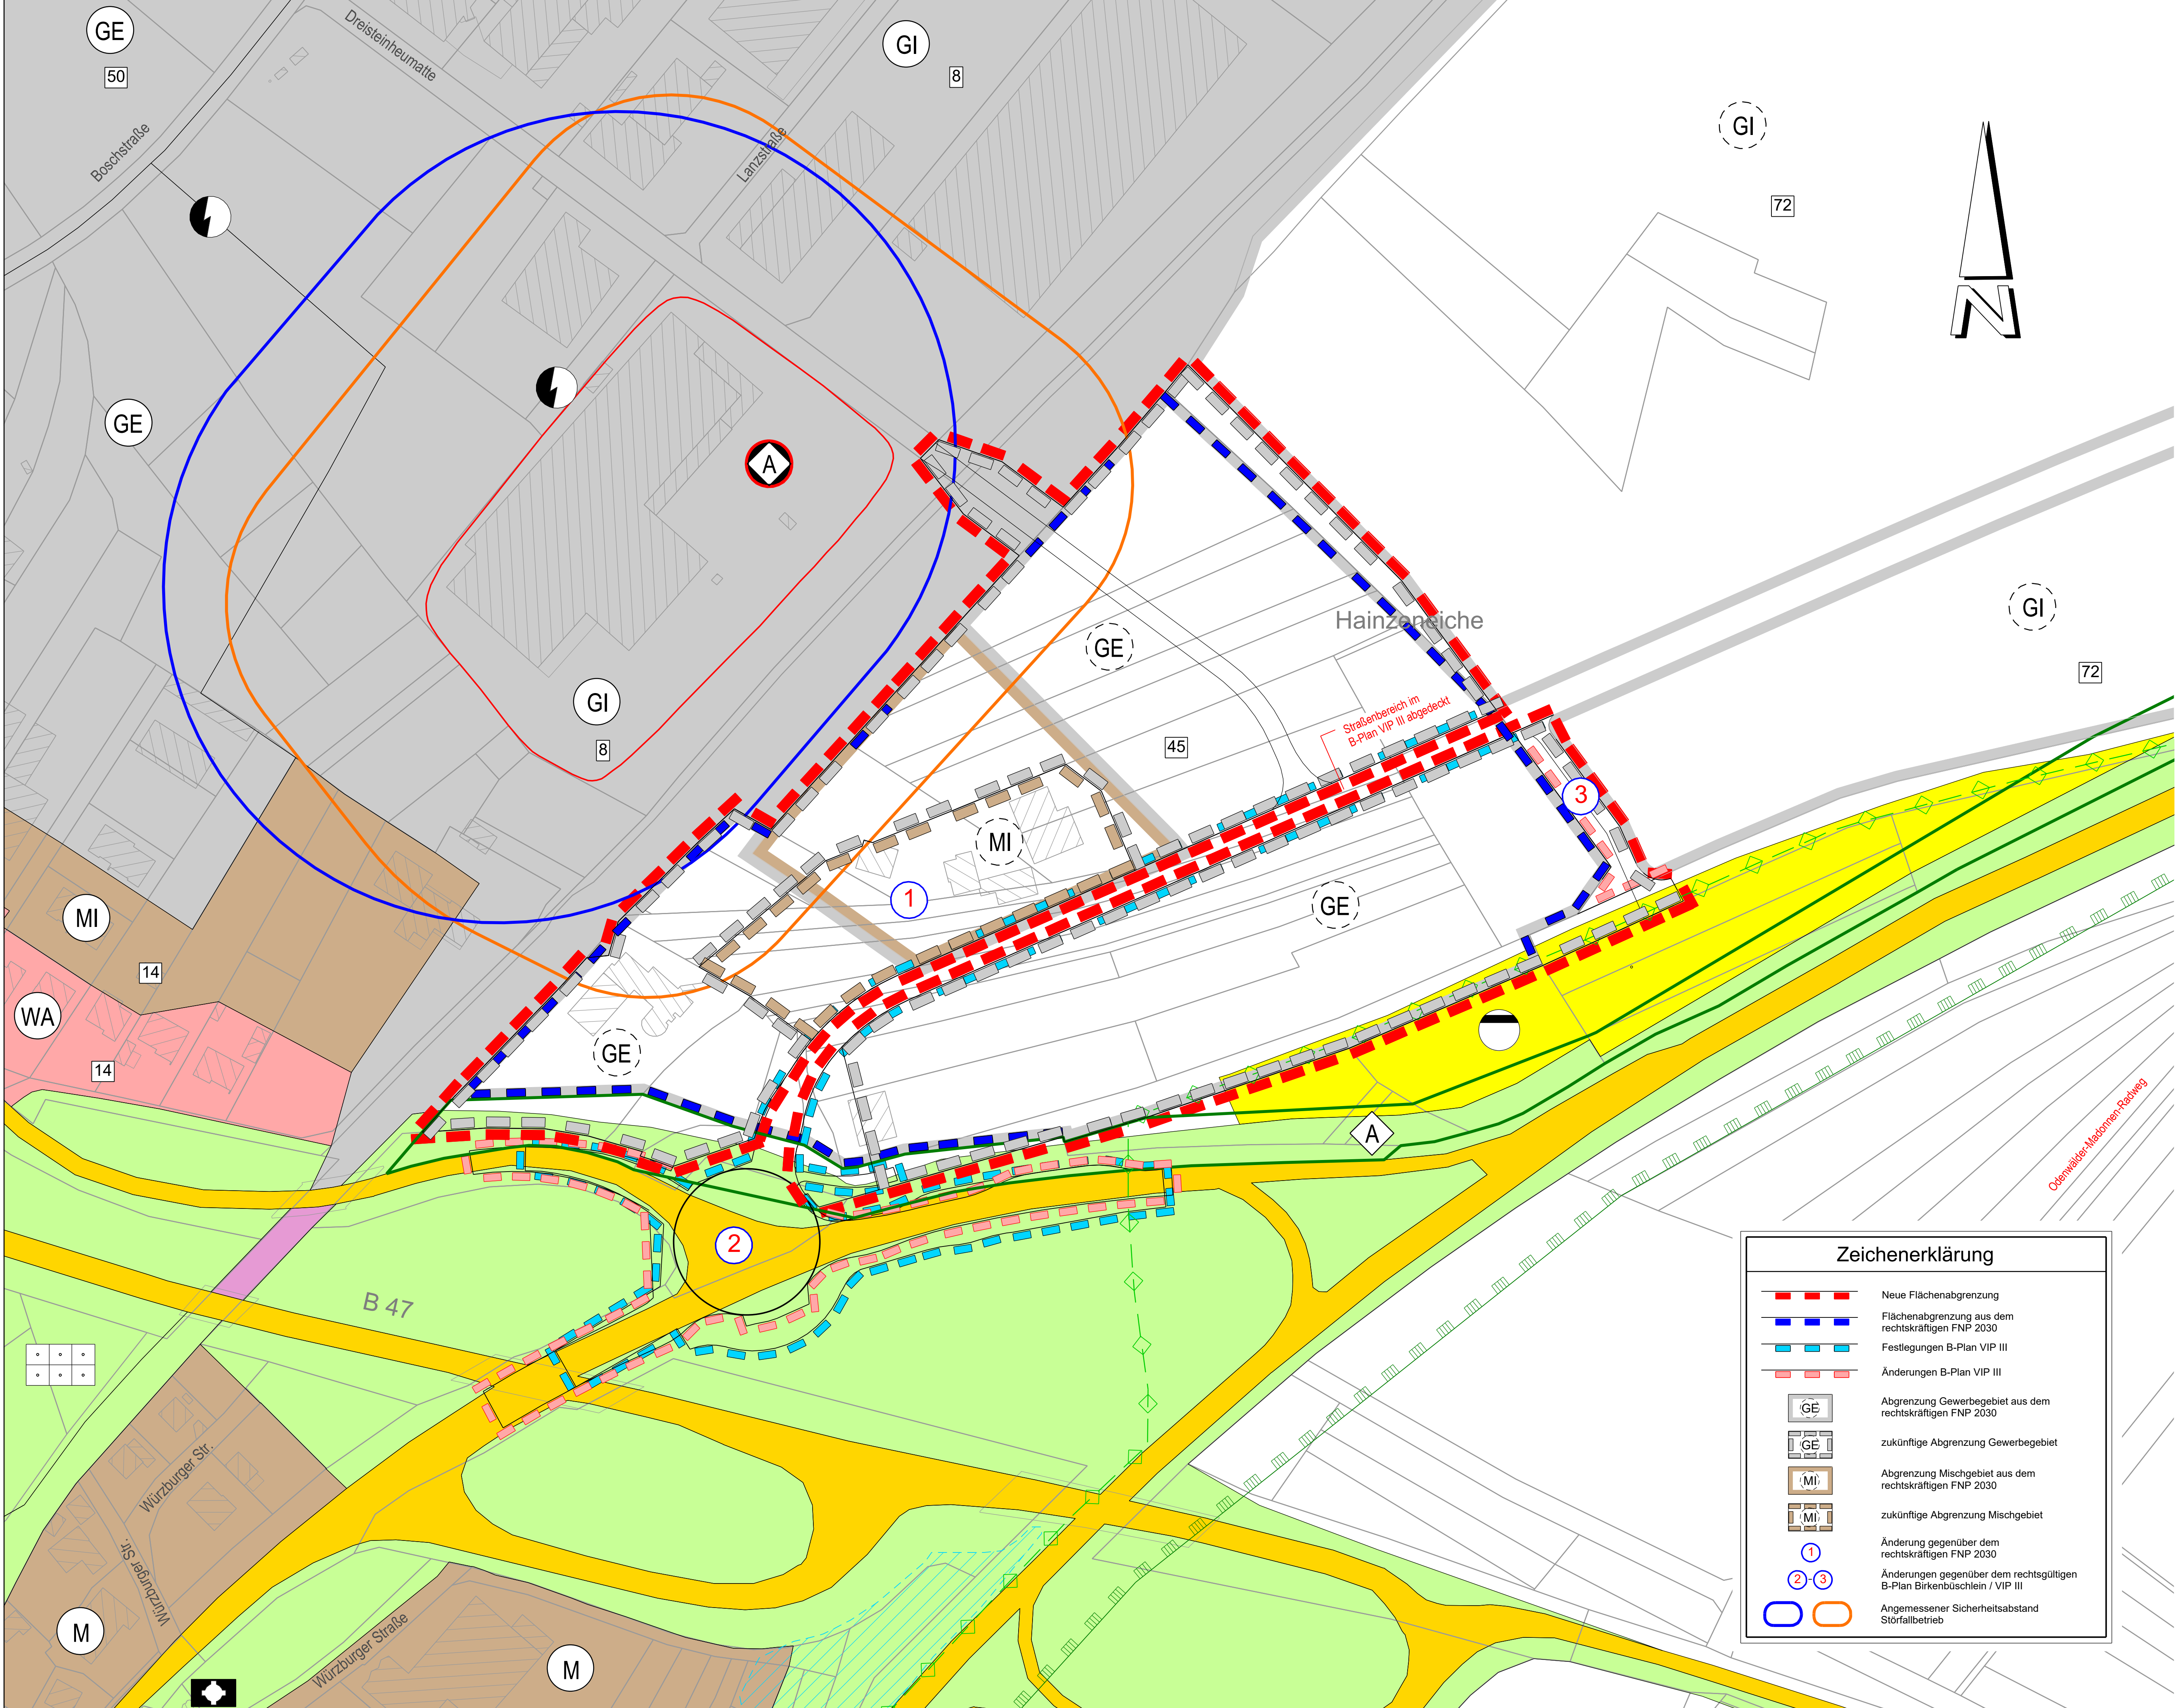 GE
50
Dreisteinheumatte
GI
8
Boschstraße
Lanzstraße
GI
72
N
GE
A
Hainzeneiche
GE
GI
72
GI
8
Straßenbereich im
B-Plan VIP III abgedeckt
45
3
MI
1
GE
MI
14
WA
14
GE
A
Odenwälder-Madonnen-Radweg
2
B 47
Würzburger Str.
Würzburger Str.
M
Würzburger Straße
M
Zeichenerklärung
Neue Flächenabgrenzung
Flächenabgrenzung aus dem
rechtskräftigen FNP 2030
Festlegungen B-Plan VIP III
Änderungen B-Plan VIP III
GE
Abgrenzung Gewerbegebiet aus dem
rechtskräftigen FNP 2030
GE
zukünftige Abgrenzung Gewerbegebiet
MI
Abgrenzung Mischgebiet aus dem
rechtskräftigen FNP 2030
MI
zukünftige Abgrenzung Mischgebiet
1
Änderung gegenüber dem
rechtskräftigen FNP 2030
2 - 3
Änderungen gegenüber dem rechtsgültigen
B-Plan Birkenbüschlein / VIP III
Angemessener Sicherheitsabstand
Störfallbetrieb